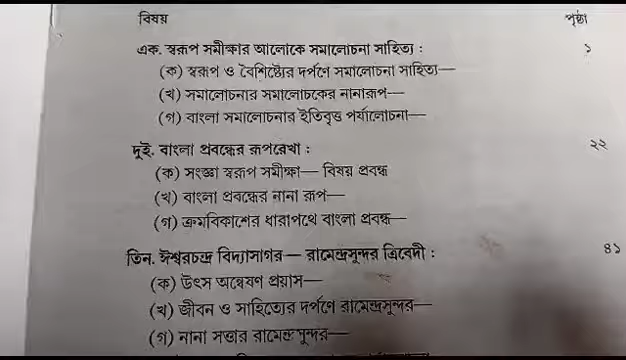 বিষয় পৃষ্ঠা
এক. স্বরূপ সমীক্ষার আলোকে সমালোচনা সাহিত্য : ১
(ক) স্বরূপ ও বৈশিষ্ট্যের দর্পণে সমালোচনা সাহিত্য—
(খ) সমালোচনার সমালোচকের নানারূপ—
(গ) বাংলা সমালোচনার ইতিবৃত্ত পর্যালোচনা—
দুই. বাংলা প্রবন্ধের রূপরেখা : ২২
(ক) সংজ্ঞা স্বরূপ সমীক্ষা— বিষয় প্রবন্ধ
(খ) বাংলা প্রবন্ধের নানা রূপ—
(গ) ক্রমবিকাশের ধারাপথে বাংলা প্রবন্ধ—
তিন. ঈশ্বরচন্দ্র বিদ্যাসাগর— রামেন্দ্রসুন্দর ত্রিবেদী : ৪১
(ক) উৎস অন্বেষণ প্রয়াস—
(খ) জীবন ও সাহিত্যের দর্পণে রামেন্দ্রসুন্দর—
(গ) নানা সত্তার রামেন্দ্রসুন্দর—